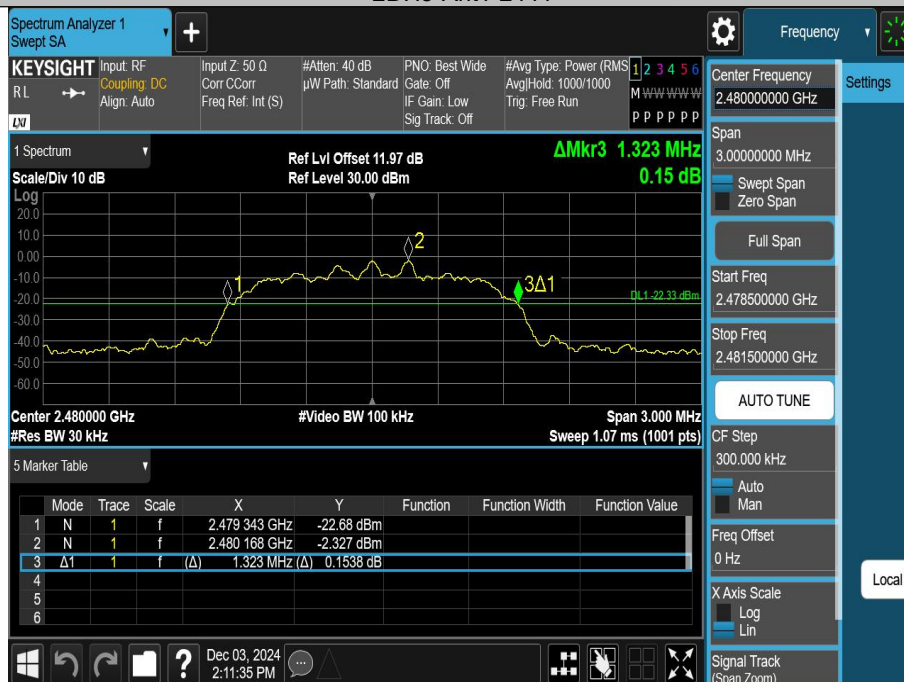 Spectrum Analyzer 1
Swept SA
Frequency
KEYSIGHT
RL
LXI
Input: RF
Coupling: DC
Align: Auto
Input Z: 50 Ω
Corr CCorr
Freq Ref: Int (S)
#Atten: 40 dB
µW Path: Standard
PNO: Best Wide
Gate: Off
IF Gain: Low
Sig Track: Off
#Avg Type: Power (RMS
Avg|Hold: 1000/1000
Trig: Free Run
1 2 3 4 5 6
M W W W W W
P P P P P P
1 Spectrum
Scale/Div 10 dB
Ref Lvl Offset 11.97 dB
Ref Level 30.00 dBm
ΔMkr3 1.323 MHz
0.15 dB
Log
20.0
10.0
0.00
-10.0
-20.0
-30.0
-40.0
-50.0
-60.0
1
2
3Δ1
DL1 -22.33 dBm
Center 2.480000 GHz
#Video BW 100 kHz
Span 3.000 MHz
#Res BW 30 kHz
Sweep 1.07 ms (1001 pts)
5 Marker Table
Mode Trace Scale X Y Function Function Width Function Value
1 N 1 f 2.479 343 GHz -22.68 dBm
2 N 1 f 2.480 168 GHz -2.327 dBm
3 Δ1 1 f (Δ) 1.323 MHz (Δ) 0.1538 dB
4
5
6
?
Dec 03, 2024
2:11:35 PM
Center Frequency
2.480000000 GHz
Settings
Span
3.00000000 MHz
Swept Span
Zero Span
Full Span
Start Freq
2.478500000 GHz
Stop Freq
2.481500000 GHz
AUTO TUNE
CF Step
300.000 kHz
Auto
Man
Freq Offset
0 Hz
Local
X Axis Scale
Log
Lin
Signal Track
(Span Zoom)